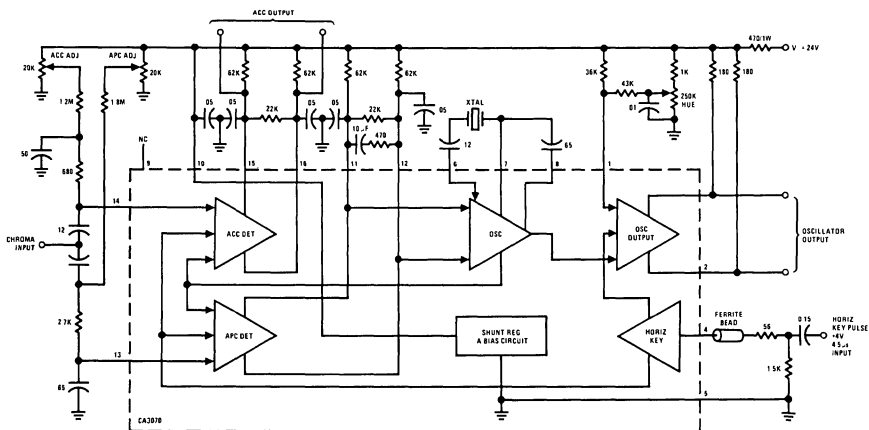 ACC OUTPUT
470/1W
V + 24V
ACC ADJ
APC ADJ
20K
20K
62K
62K
62K
62K
36K
1K
180
180
43K
250K
HUE
01
1.2M
1.8M
05
05
22K
05
05
22K
05
10µF
470
XTAL
12
65
50
680
NC
9
10
15
16
11
12
6
7
8
1
14
12
CHROMA
INPUT
ACC DET
OSC
OSC
OUTPUT
OSCILLATOR
OUTPUT
2
2.7K
APC DET
SHUNT REG
A BIAS CIRCUIT
HORIZ
KEY
4
FERRITE
BEAD
56
0.15
HORIZ
KEY PULSE
+4V
4.5µs
INPUT
1.5K
13
65
5
CA3070